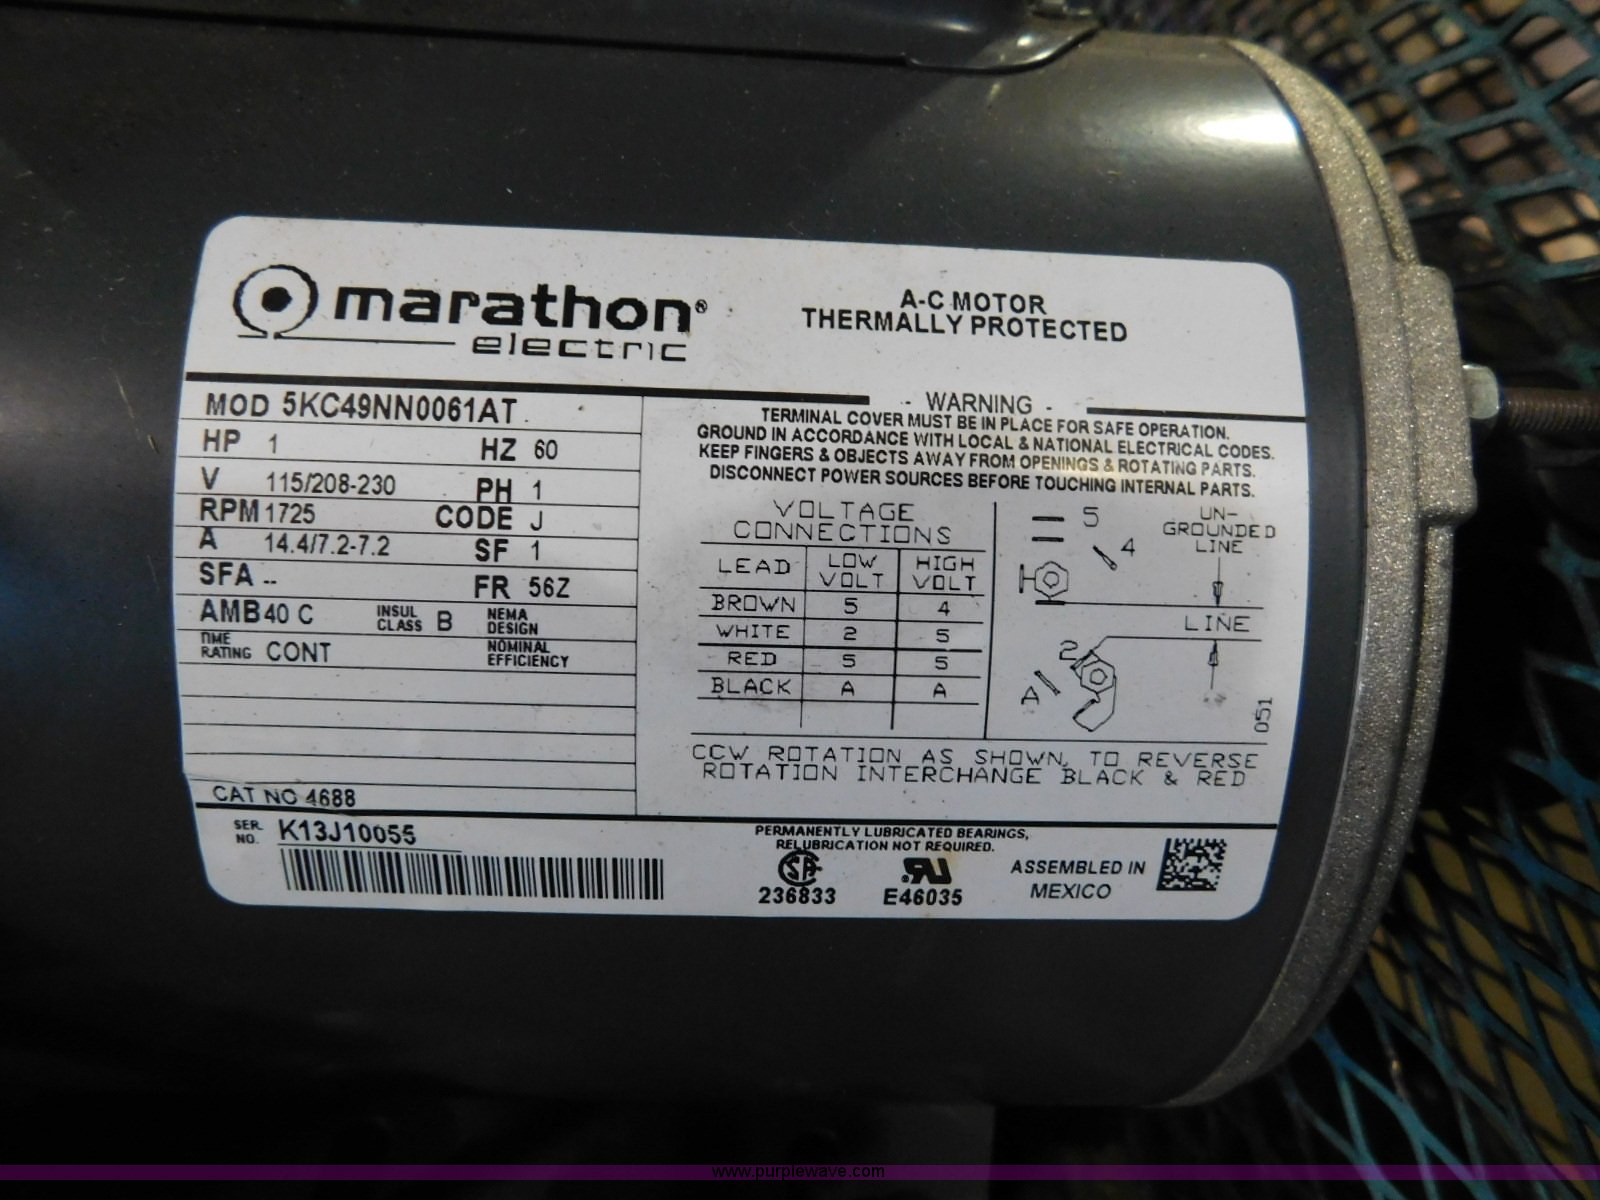 marathon®
electric
A-C MOTOR
THERMALLY PROTECTED
MOD 5KC49NN0061AT
HP 1 HZ 60
V 115/208-230 PH 1
RPM 1725 CODE J
A 14.4/7.2-7.2 SF 1
SFA -- FR 56Z
AMB 40 C INSUL CLASS B NEMA DESIGN
TIME RATING CONT NOMINAL EFFICIENCY
CAT NO 4688
- WARNING -
TERMINAL COVER MUST BE IN PLACE FOR SAFE OPERATION.
GROUND IN ACCORDANCE WITH LOCAL & NATIONAL ELECTRICAL CODES.
KEEP FINGERS & OBJECTS AWAY FROM OPENINGS & ROTATING PARTS.
DISCONNECT POWER SOURCES BEFORE TOUCHING INTERNAL PARTS.
VOLTAGE
CONNECTIONS
LEAD LOW VOLT HIGH VOLT
BROWN 5 4
WHITE 2 5
RED 5 5
BLACK A A
5
4
UN-
GROUNDED
LINE
LINE
2
A
051
CCW ROTATION AS SHOWN, TO REVERSE
ROTATION INTERCHANGE BLACK & RED
SER. NO. K13J10055
PERMANENTLY LUBRICATED BEARINGS,
RELUBRICATION NOT REQUIRED.
236833
E46035
ASSEMBLED IN
MEXICO
www.purplewave.com